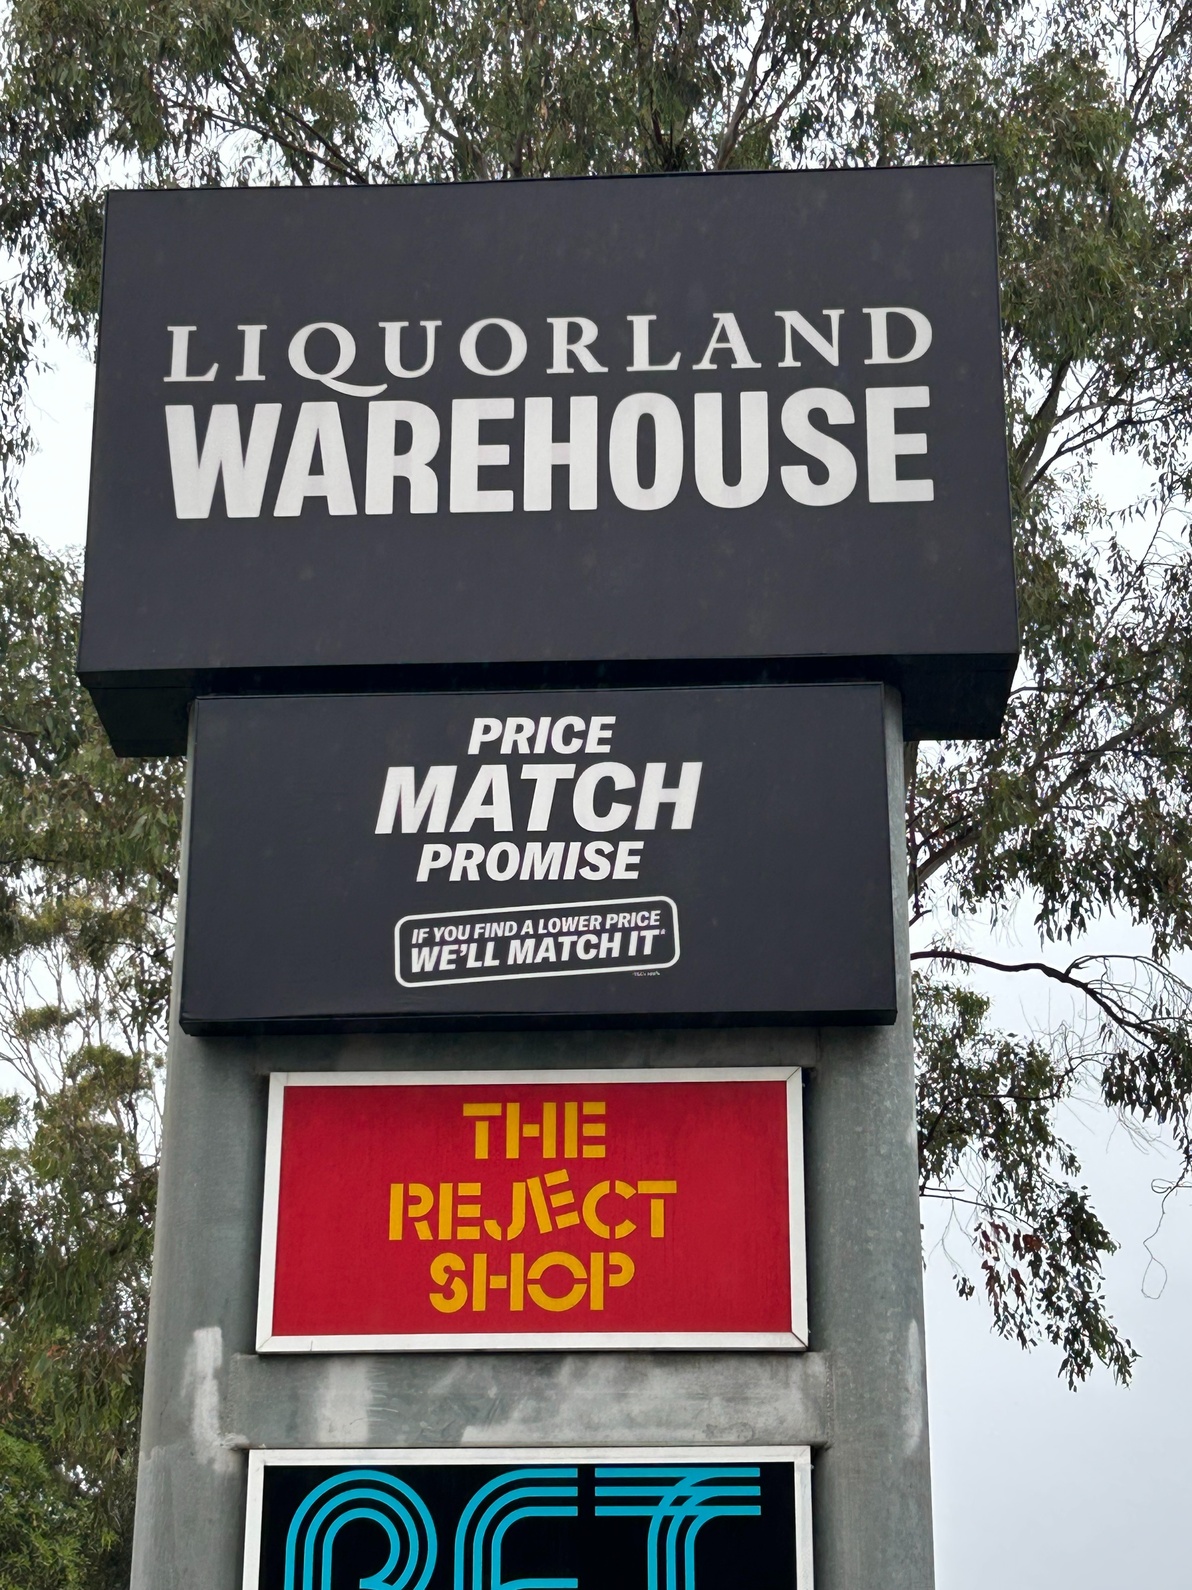 LIQUORLAND
WAREHOUSE
PRICE
MATCH
PROMISE
IF YOU FIND A LOWER PRICE
WE'LL MATCH IT
THE
REJECT
SHOP